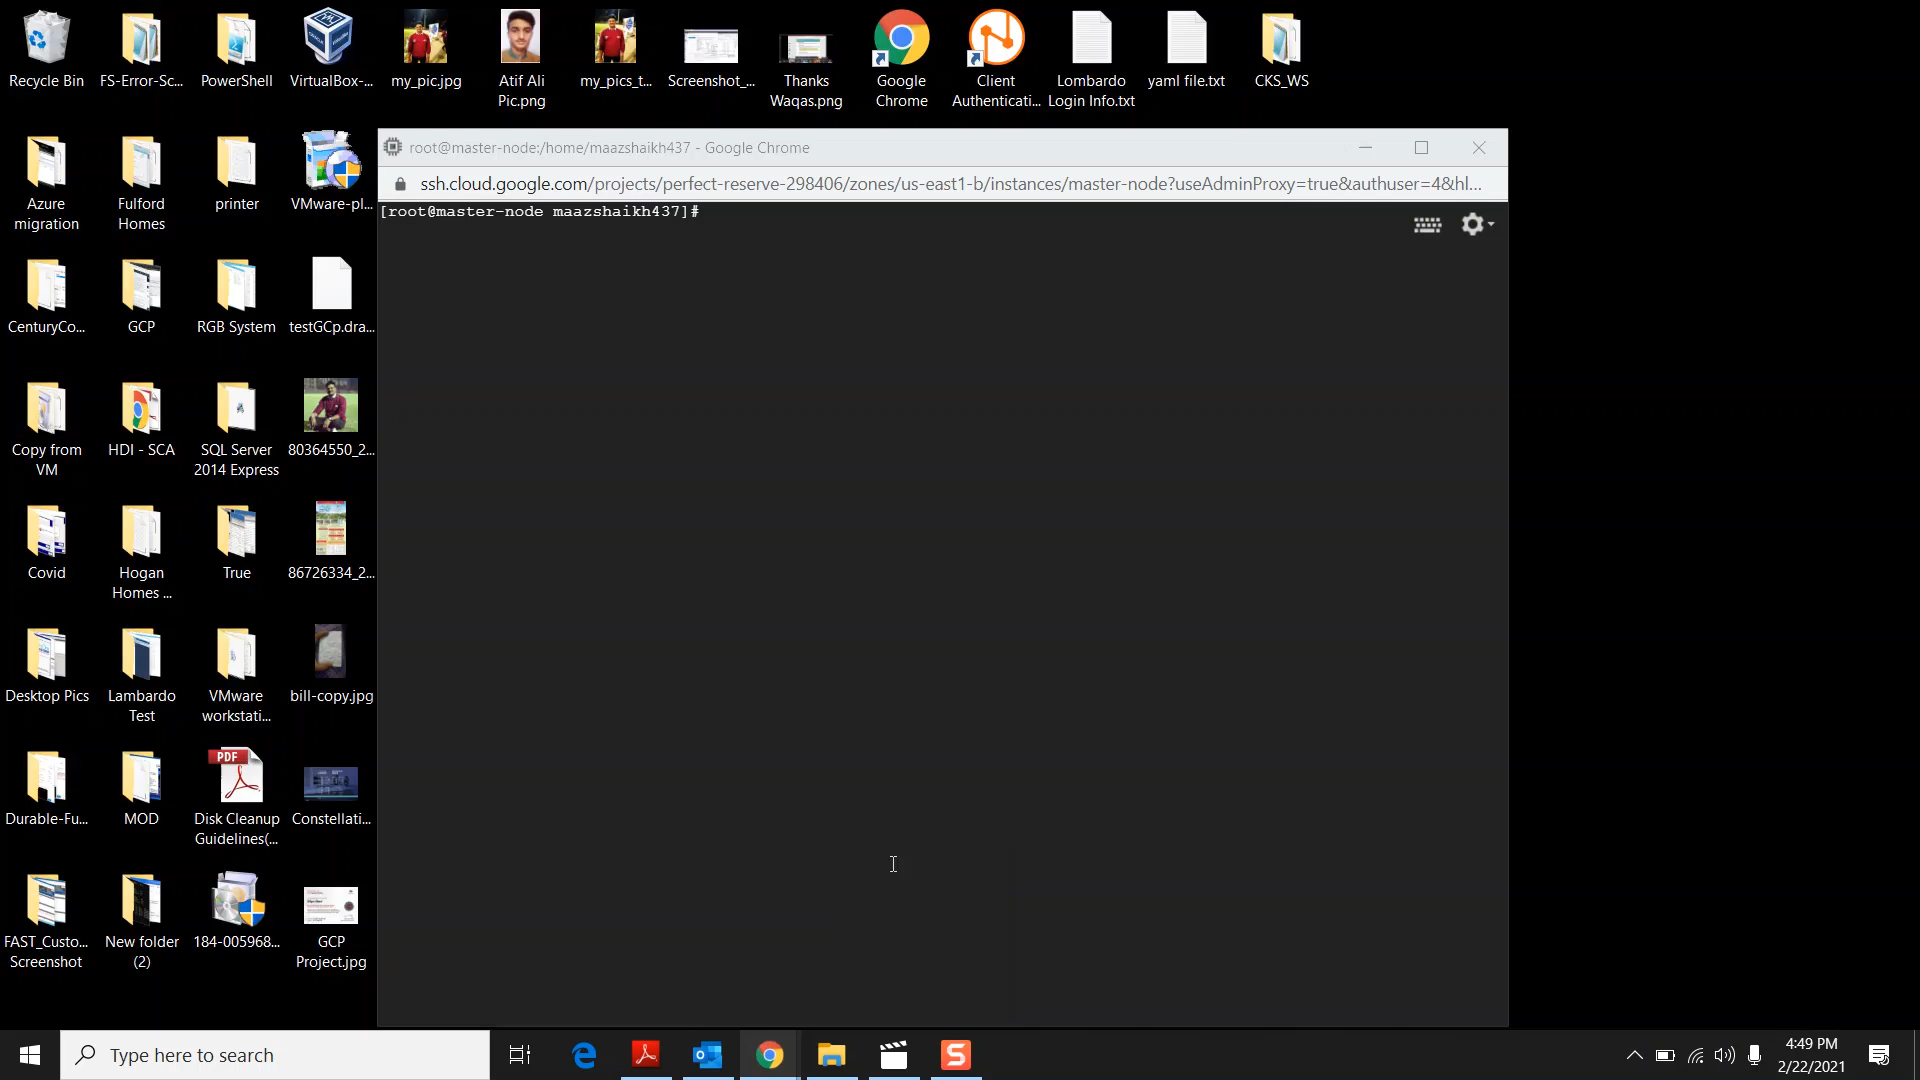 Recycle Bin
FS-Error-Sc...
PowerShell
VirtualBox-...
my_pic.jpg
Atif Ali
Pic.png
my_pics_t...
Screenshot_...
Thanks
Waqas.png
Google
Chrome
Client
Authenticati...
Lombardo
Login Info.txt
yaml file.txt
CKS_WS
Azure
migration
Fulford
Homes
printer
VMware-pl...
root@master-node:/home/maazshaikh437 - Google Chrome
ssh.cloud.google.com/projects/perfect-reserve-298406/zones/us-east1-b/instances/master-node?useAdminProxy=true&authuser=4&hl...
[root@master-node maazshaikh437]#
CenturyCo...
GCP
RGB System
testGCp.dra...
Copy from
VM
HDI - SCA
SQL Server
2014 Express
80364550_2...
Covid
Hogan
Homes ...
True
86726334_2...
Desktop Pics
Lambardo
Test
VMware
workstati...
bill-copy.jpg
Durable-Fu...
MOD
PDF
Disk Cleanup
Guidelines(...
Constellati...
FAST_Custo...
Screenshot
New folder
(2)
184-005968...
GCP
Project.jpg
Type here to search
4:49 PM
2/22/2021